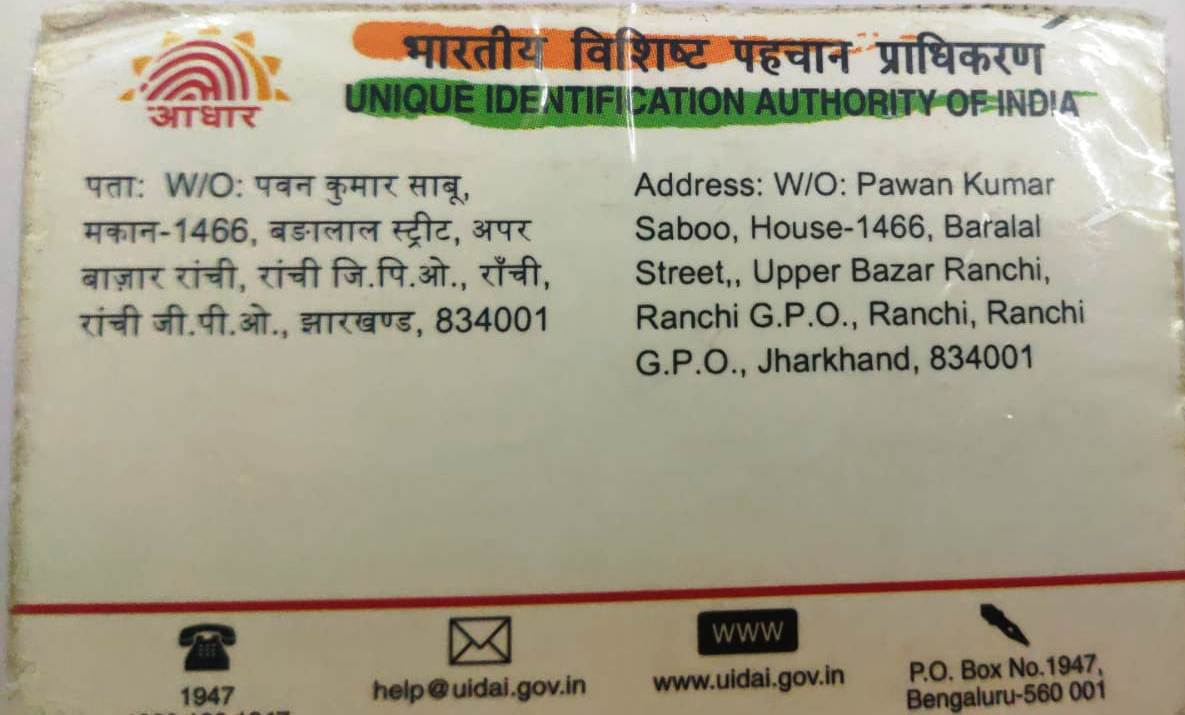 आधार
भारतीय विशिष्ट पहचान प्राधिकरण
UNIQUE IDENTIFICATION AUTHORITY OF INDIA
पता: W/O: पवन कुमार साबू,
मकान-1466, बङालाल स्ट्रीट, अपर
बाज़ार रांची, रांची जि.पि.ओ., राँची,
रांची जी.पी.ओ., झारखण्ड, 834001
Address: W/O: Pawan Kumar
Saboo, House-1466, Baralal
Street,, Upper Bazar Ranchi,
Ranchi G.P.O., Ranchi, Ranchi
G.P.O., Jharkhand, 834001
1947
help@uidai.gov.in
WWW
www.uidai.gov.in
P.O. Box No.1947,
Bengaluru-560 001